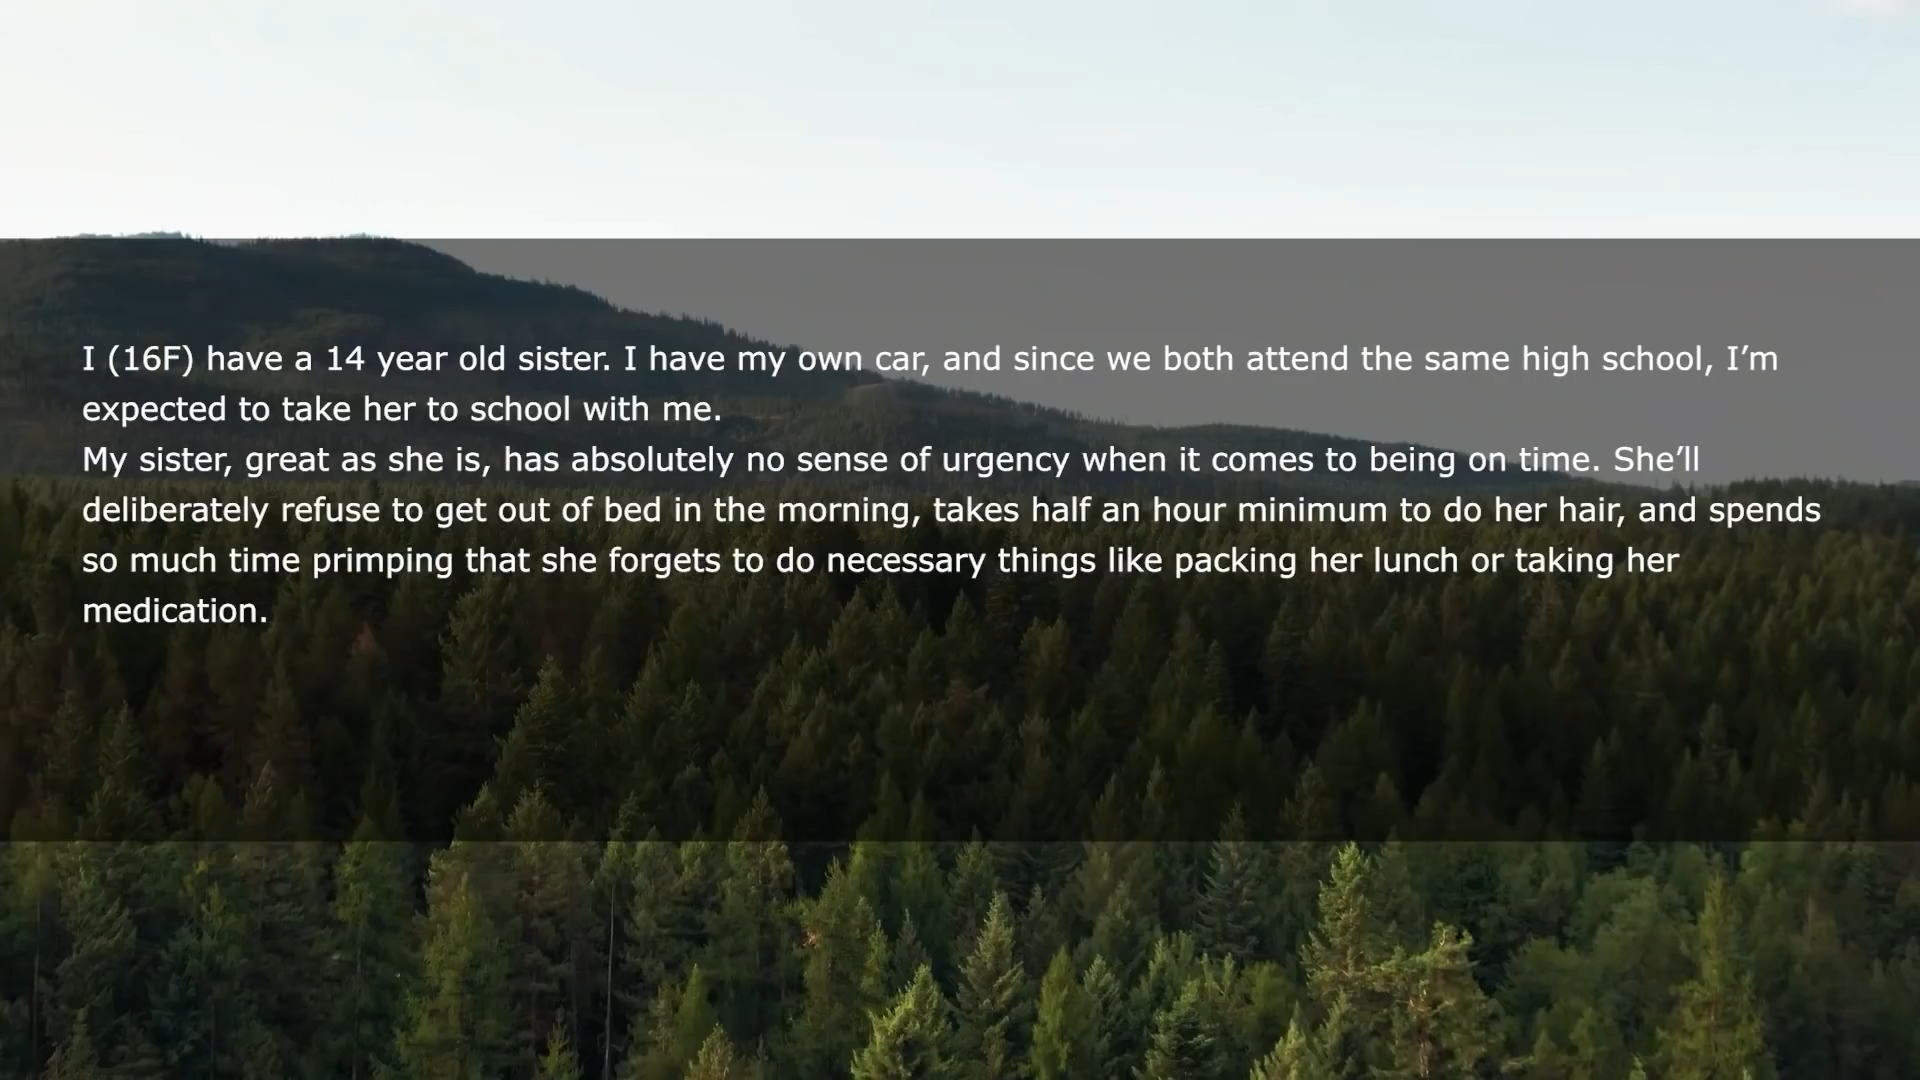 I (16F) have a 14 year old sister. I have my own car, and since we both attend the same high school, I’m
expected to take her to school with me.
My sister, great as she is, has absolutely no sense of urgency when it comes to being on time. She’ll
deliberately refuse to get out of bed in the morning, takes half an hour minimum to do her hair, and spends
so much time primping that she forgets to do necessary things like packing her lunch or taking her
medication.